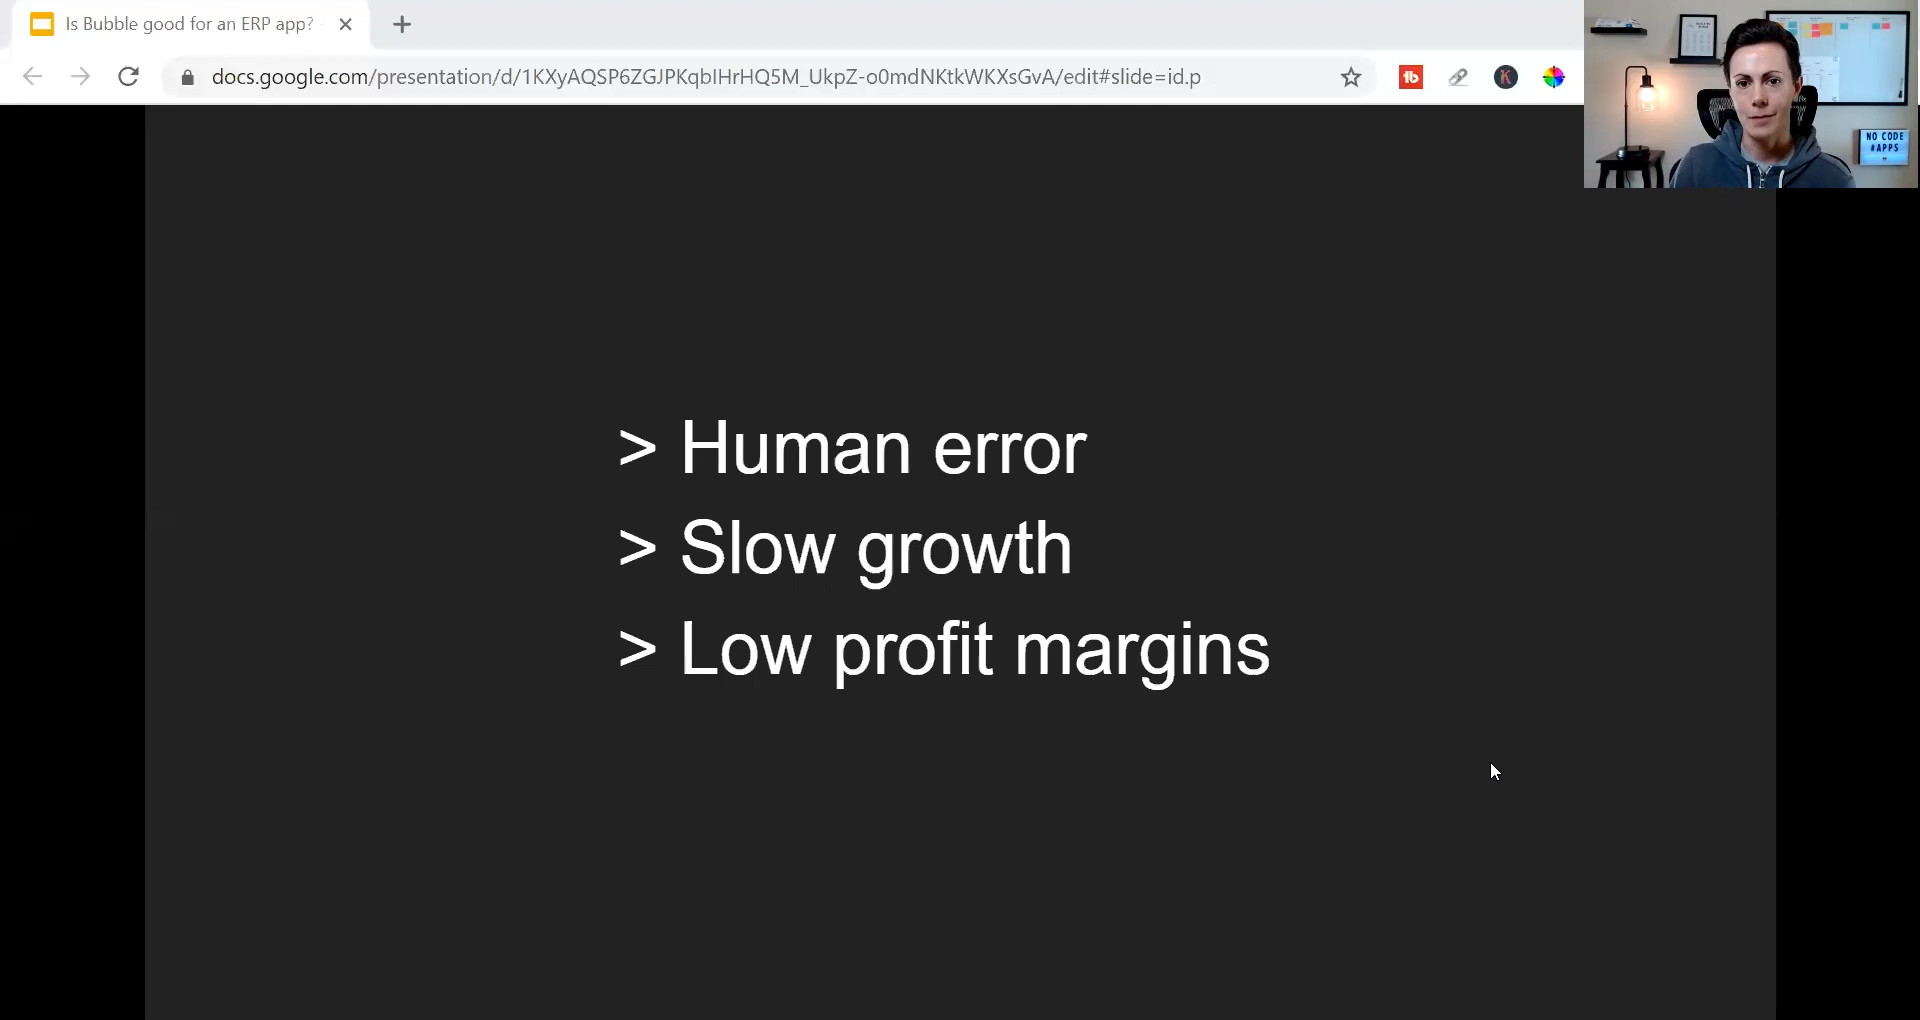 Is Bubble good for an ERP app?
docs.google.com/presentation/d/1KXyAQSP6ZGJPKqbIHrHQ5M_UkpZ-o0mdNKtkWKXsGvA/edit#slide=id.p
NO CODE
#APPS
> Human error
> Slow growth
> Low profit margins